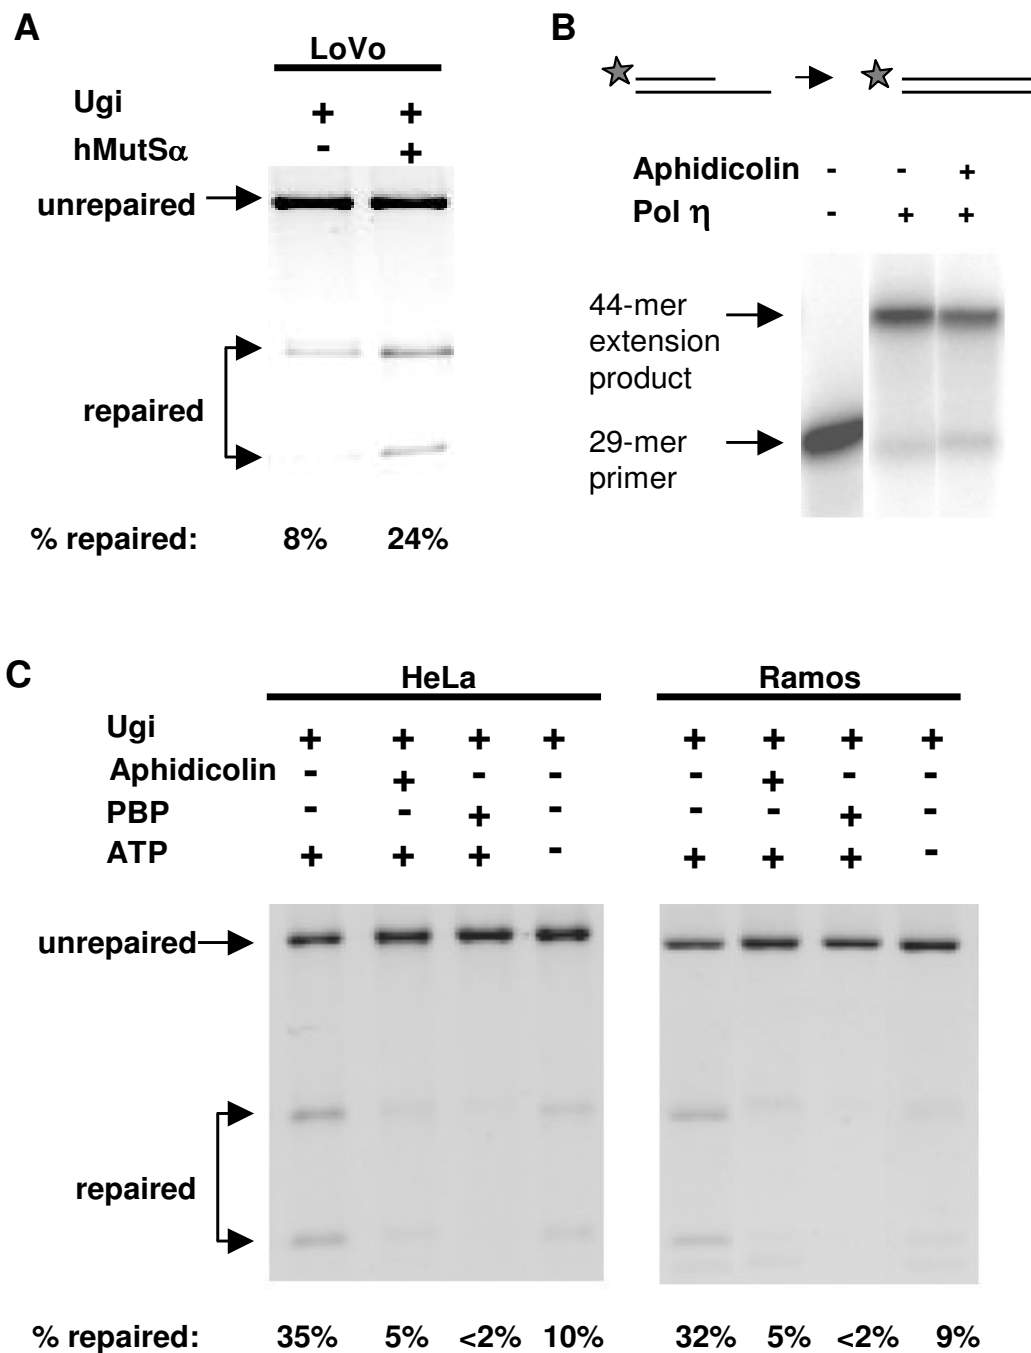 A
LoVo
Ugi + +
hMutSα - +
unrepaired
repaired
% repaired: 8% 24%
B
Aphidicolin - - +
Pol η - + +
44-mer
extension
product
29-mer
primer
C
HeLa Ramos
Ugi + + + + + + + +
Aphidicolin - + - - - + - -
PBP - - + - - - + -
ATP + + + - + + + -
unrepaired
repaired
% repaired: 35% 5% <2% 10% 32% 5% <2% 9%